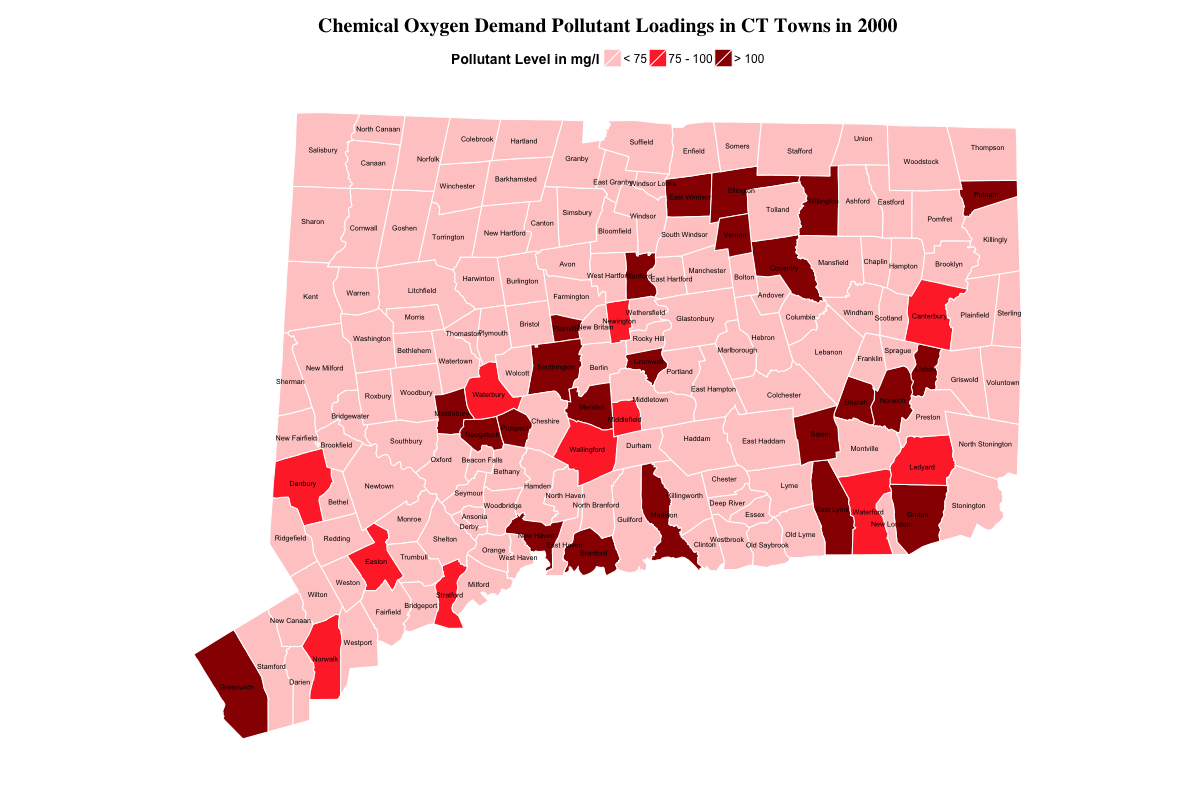 Chemical Oxygen Demand Pollutant Loadings in CT Towns in 2000
Pollutant Level in mg/l < 75 75 - 100 > 100
North Canaan
Colebrook
Hartland
Suffield
Union
Salisbury
Canaan
Norfolk
Granby
Enfield
Somers
Stafford
Woodstock
Thompson
Winchester
Barkhamsted
East Granby
Windsor Locks
East Windsor
Ellington
Willington
Ashford
Eastford
Putnam
Sharon
Cornwall
Goshen
Torrington
New Hartford
Canton
Simsbury
Bloomfield
Windsor
South Windsor
Vernon
Tolland
Pomfret
Killingly
Kent
Warren
Litchfield
Harwinton
Burlington
Avon
West Hartford
Hartford
East Hartford
Manchester
Bolton
Coventry
Mansfield
Chaplin
Hampton
Brooklyn
Farmington
Andover
Morris
Washington
Bethlehem
Thomaston
Plymouth
Bristol
Plainville
New Britain
Newington
Wethersfield
Rocky Hill
Glastonbury
Hebron
Columbia
Windham
Scotland
Canterbury
Plainfield
Sterling
New Milford
Watertown
Wolcott
Southington
Berlin
Cromwell
Portland
Marlborough
Lebanon
Franklin
Sprague
Lisbon
Griswold
Voluntown
Sherman
Roxbury
Woodbury
Bridgewater
Middlebury
Waterbury
Cheshire
Meriden
Middletown
Middlefield
East Hampton
Colchester
Bozrah
Norwich
Preston
New Fairfield
Brookfield
Southbury
Naugatuck
Prospect
Oxford
Beacon Falls
Wallingford
Durham
Haddam
East Haddam
Salem
Montville
North Stonington
Danbury
Bethel
Newtown
Bethany
Seymour
Woodbridge
Hamden
North Haven
North Branford
Killingworth
Chester
Deep River
Lyme
Ledyard
Ridgefield
Redding
Monroe
Ansonia
Derby
Shelton
Orange
New Haven
West Haven
East Haven
Branford
Guilford
Madison
Clinton
Westbrook
Essex
Old Saybrook
Old Lyme
East Lyme
Waterford
New London
Groton
Stonington
Easton
Trumbull
Weston
Wilton
Stratford
Milford
Fairfield
Bridgeport
New Canaan
Westport
Norwalk
Stamford
Darien
Greenwich